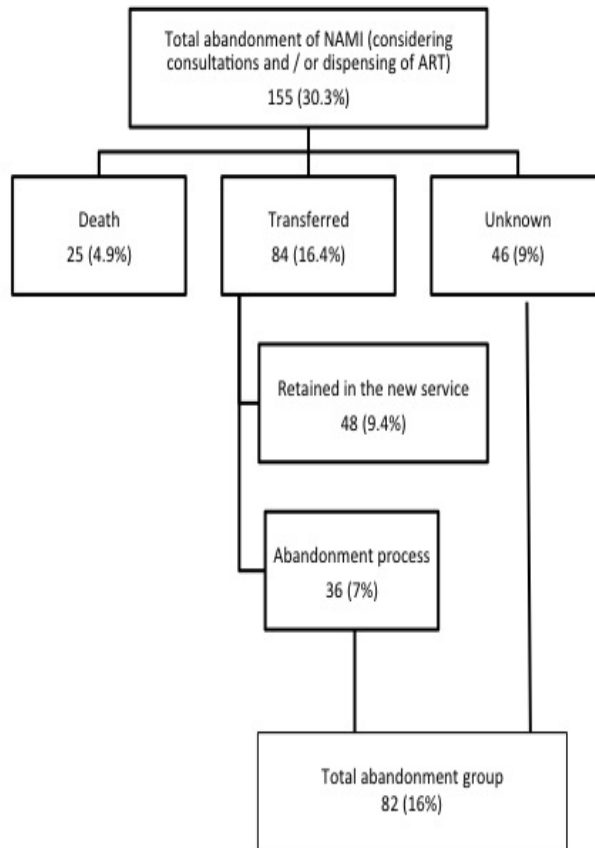 Total abandonment of NAMI (considering
consultations and / or dispensing of ART)
155 (30.3%)
Death
25 (4.9%)
Transferred
84 (16.4%)
Unknown
46 (9%)
Retained in the new service
48 (9.4%)
Abandonment process
36 (7%)
Total abandonment group
82 (16%)